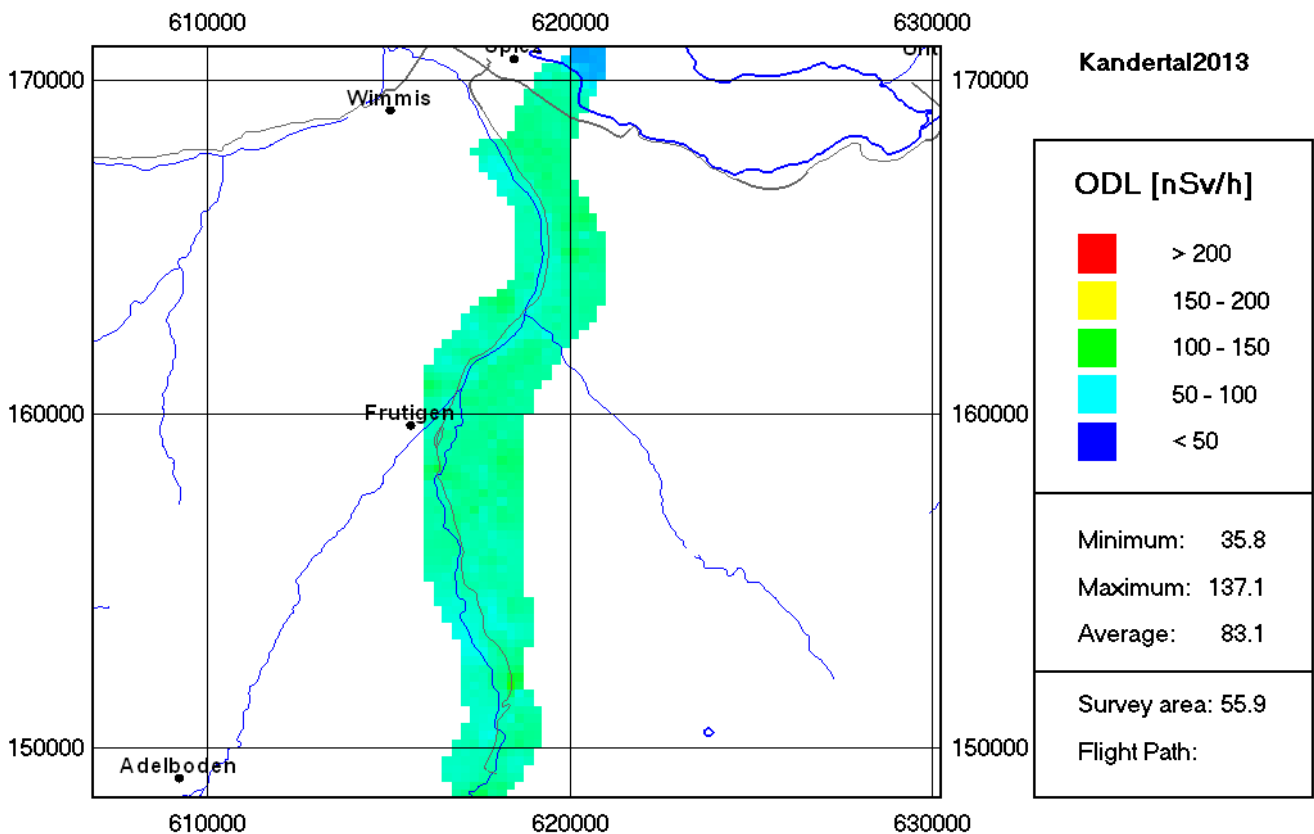 610000 620000 630000
Kandertal2013
170000 170000
Wimmis
ODL [nSv/h]
> 200
150 - 200
100 - 150
50 - 100
< 50
160000 160000
Frutigen
Minimum: 35.8
Maximum: 137.1
Average: 83.1
Survey area: 55.9
Flight Path:
150000 150000
Adelboden
610000 620000 630000